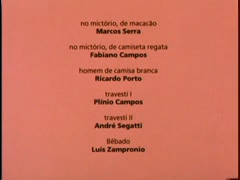 no mictório, de macacão
Marcos Serra
no mictório, de camiseta regata
Fabiano Campos
homem de camisa branca
Ricardo Porto
travesti I
Plínio Campos
travesti II
André Segatti
Bêbado
Luís Zampronio